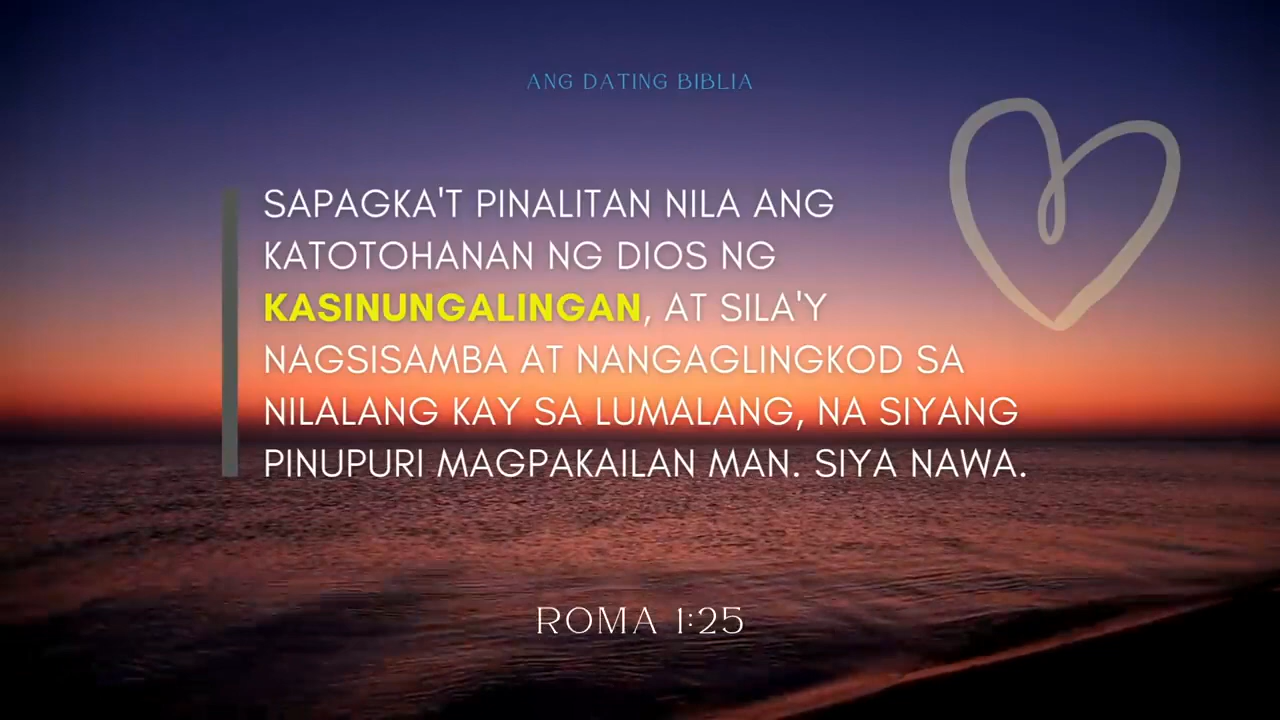 ANG DATING BIBLIA
SAPAGKA'T PINALITAN NILA ANG
KATOTOHANAN NG DIOS NG
KASINUNGALINGAN, AT SILA'Y
NAGSISAMBA AT NANGAGLINGKOD SA
NILALANG KAY SA LUMALANG, NA SIYANG
PINUPURI MAGPAKAILAN MAN. SIYA NAWA.
ROMA 1:25